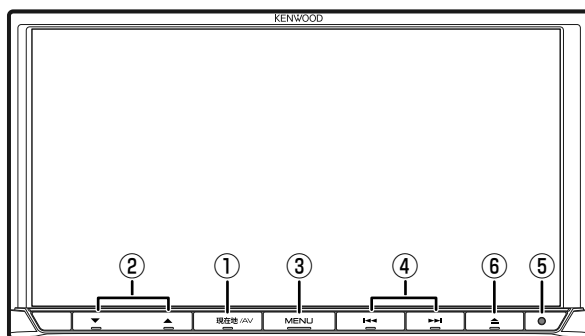 KENWOOD
② ① ③ ④ ⑥ ⑤
▼ ▲ 現在地/AV MENU |◀◀ ▶▶| ⏏